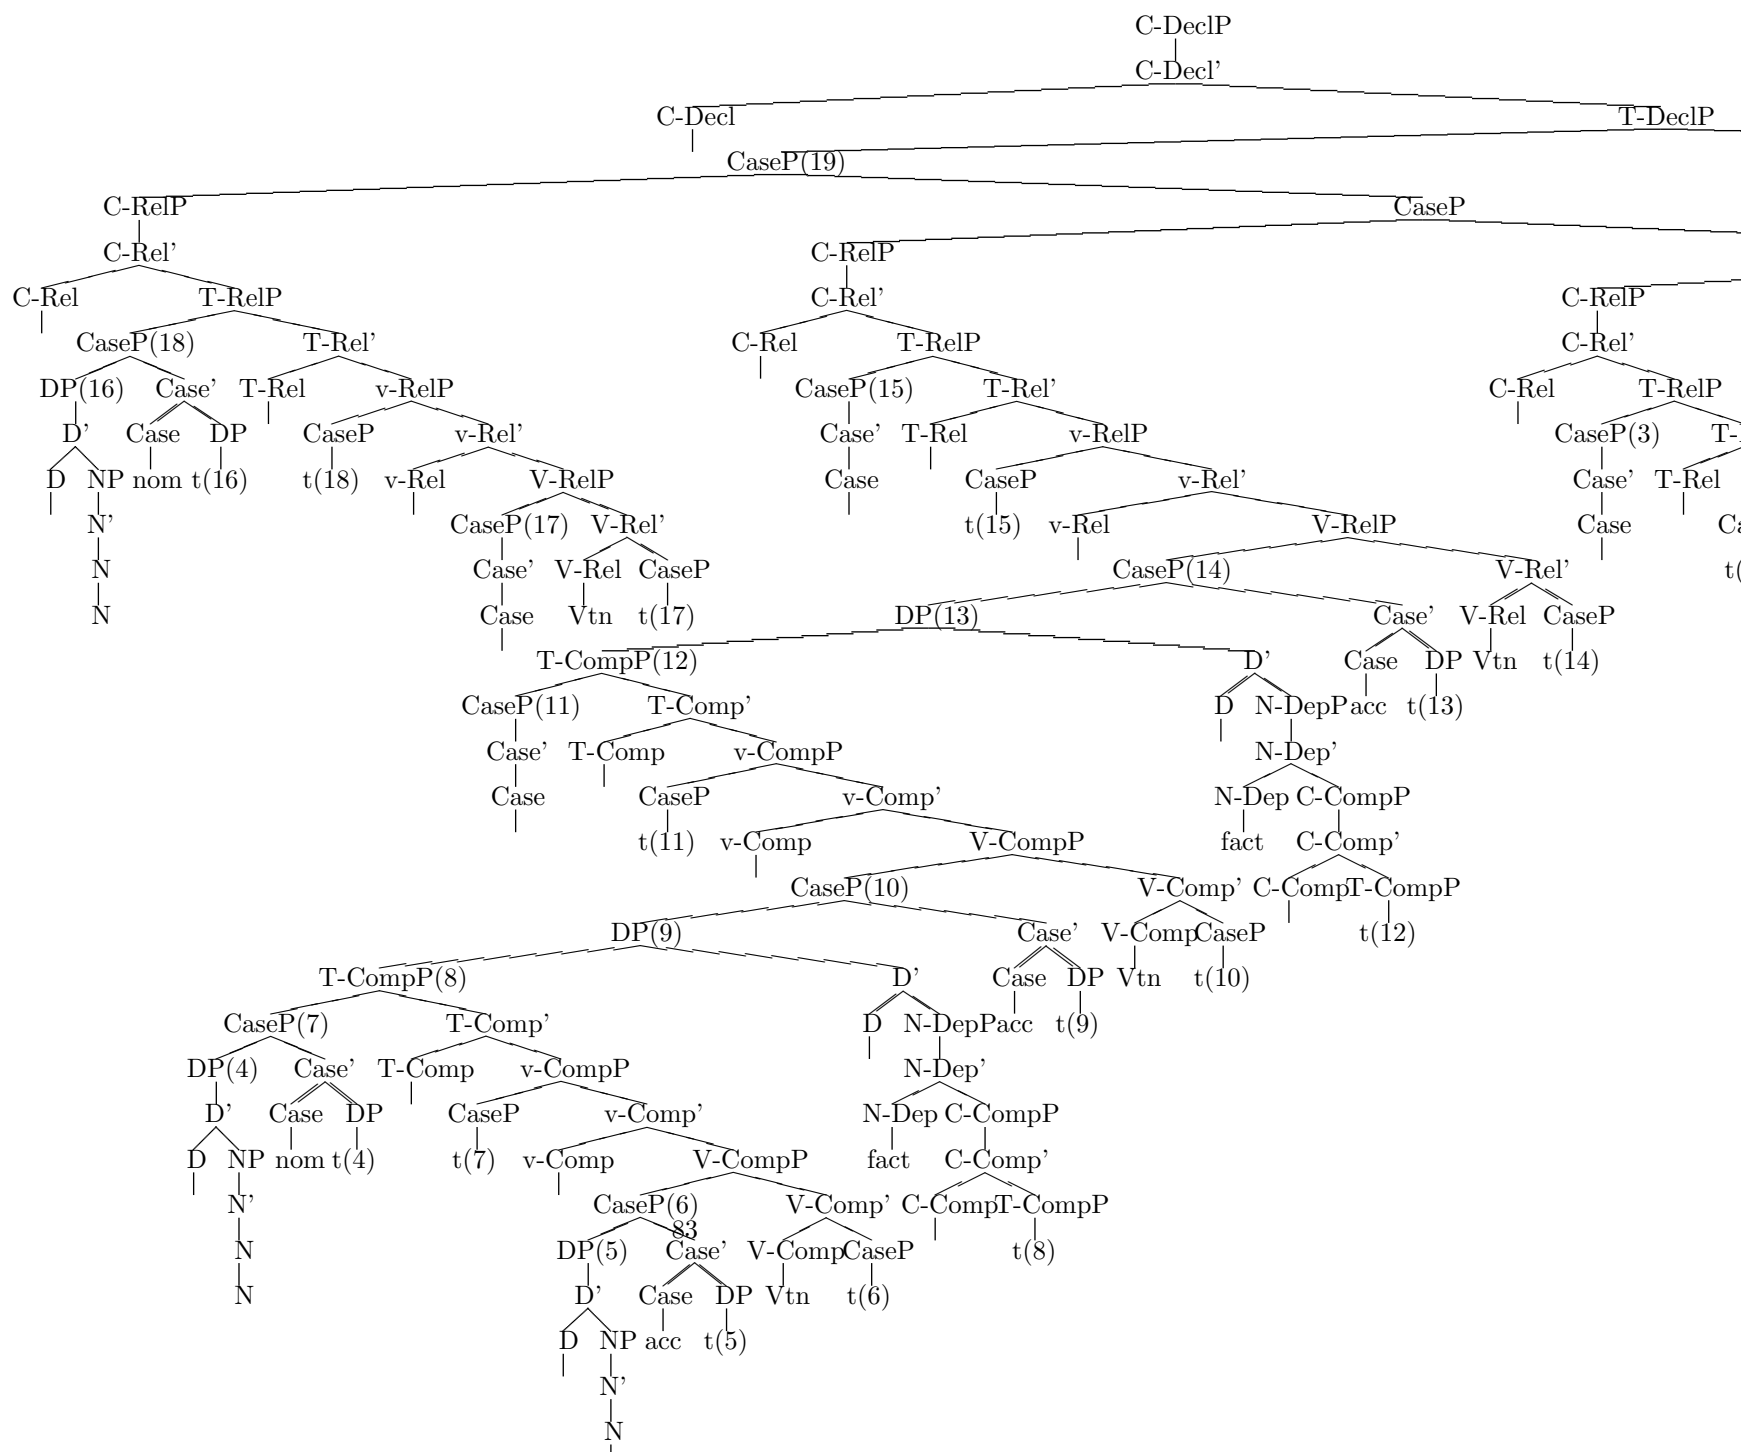 C-DeclP
C-Decl’
C-Decl T-DeclP
CaseP(19)
C-RelP CaseP
C-Rel’ C-RelP
C-Rel T-RelP C-Rel’ C-RelP
CaseP(18) T-Rel’ C-Rel T-RelP C-Rel’
DP(16) Case’ T-Rel v-RelP CaseP(15) T-Rel’ C-Rel T-RelP
D’ Case DP CaseP v-Rel’ Case’ T-Rel v-RelP CaseP(3) T-
D NP nom t(16) t(18) v-Rel V-RelP Case CaseP v-Rel’ Case’ T-Rel
N’ CaseP(17) V-Rel’ t(15) v-Rel V-RelP Case Ca
N Case’ V-Rel CaseP CaseP(14) V-Rel’ t(
N Case Vtn t(17) DP(13) Case’ V-Rel CaseP
T-CompP(12) D’ Case DP Vtn t(14)
CaseP(11) T-Comp’ D N-DepP acc t(13)
Case’ T-Comp v-CompP N-Dep’
Case CaseP v-Comp’ N-Dep C-CompP
t(11) v-Comp V-CompP fact C-Comp’
CaseP(10) V-Comp’ C-Comp T-CompP
DP(9) Case’ V-Comp CaseP t(12)
T-CompP(8) D’ Case DP Vtn t(10)
CaseP(7) T-Comp’ D N-DepP acc t(9)
DP(4) Case’ T-Comp v-CompP N-Dep’
D’ Case DP CaseP v-Comp’ N-Dep C-CompP
D NP nom t(4) t(7) v-Comp V-CompP fact C-Comp’
N’ CaseP(6) V-Comp’ C-Comp T-CompP
83
N DP(5) Case’ V-Comp CaseP t(8)
N D’ Case DP Vtn t(6)
D NP acc t(5)
N’
N